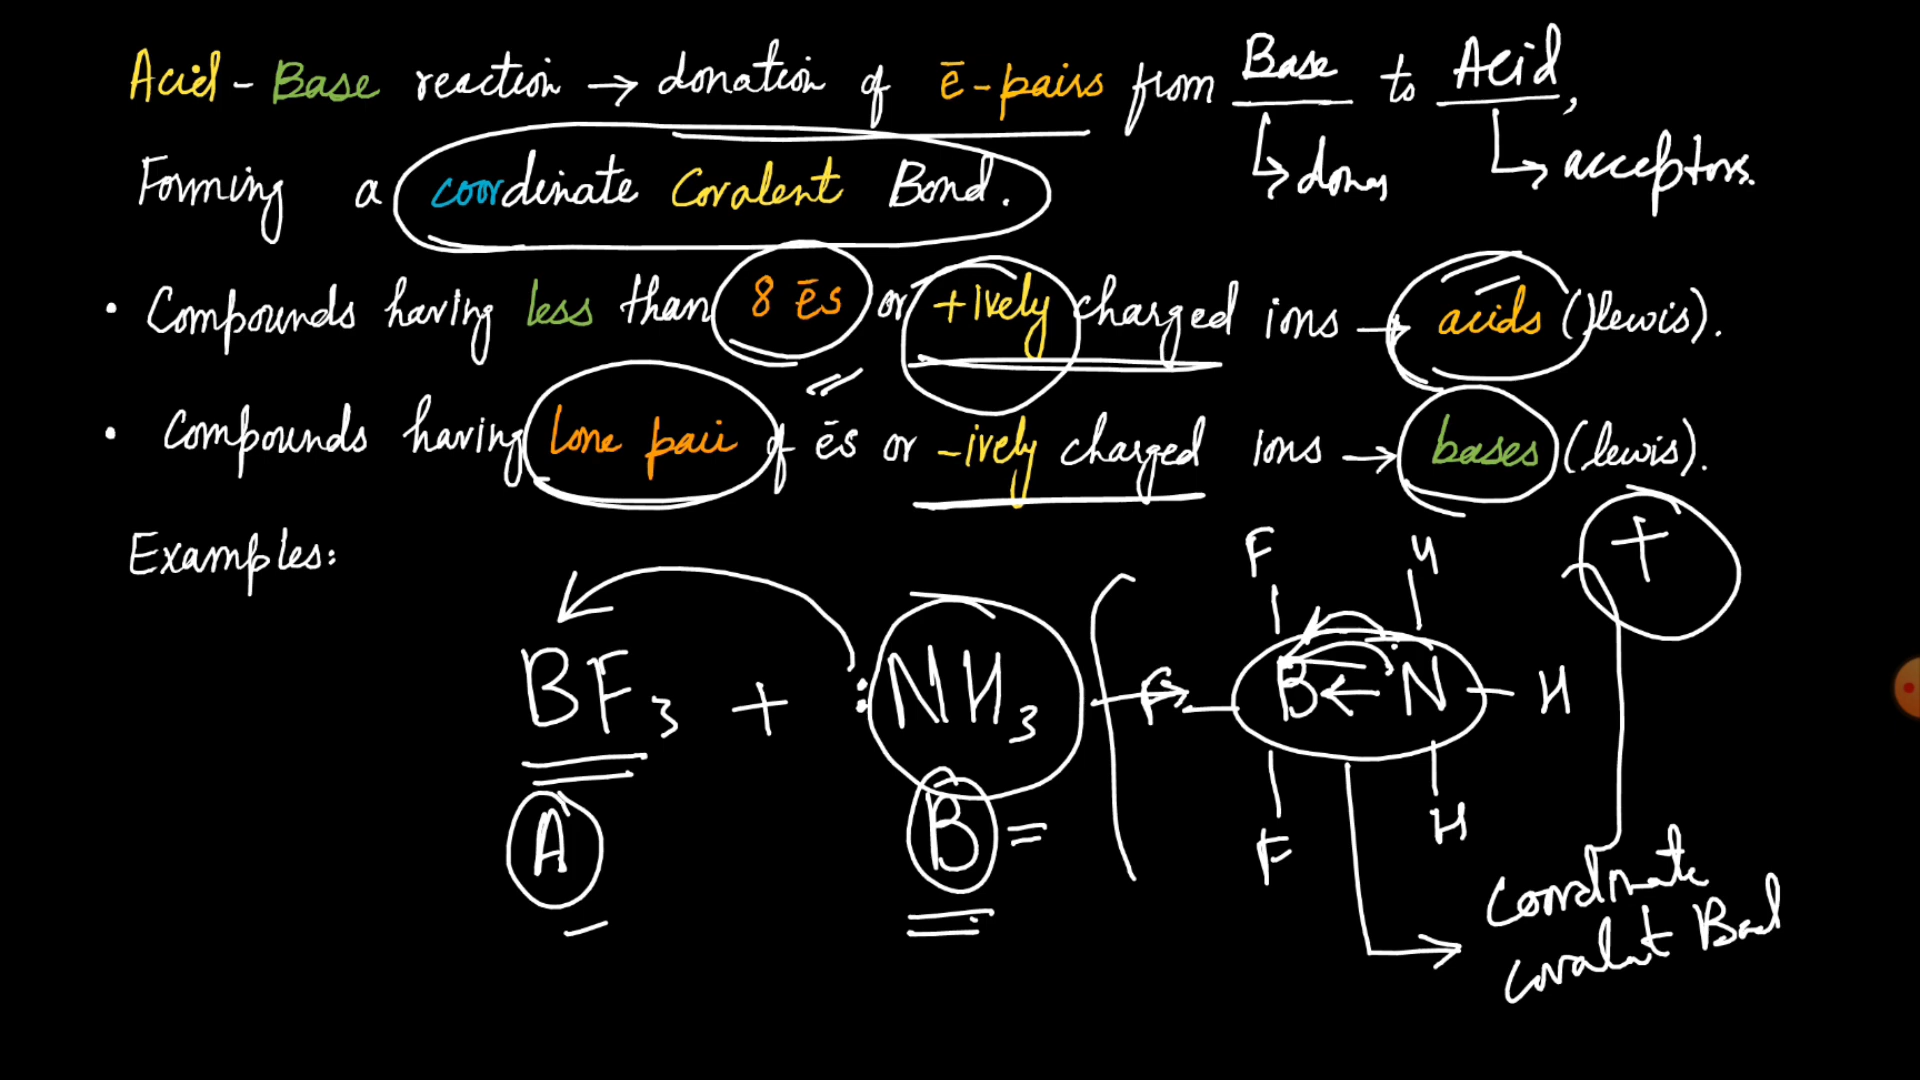 Acid - Base reaction → donation of ē - pairs from Base to Acid,
↳ donors ↳ acceptors.
Forming a coordinate Covalent Bond.
• Compounds having less than 8 ēs or +ively charged ions → acids (lewis).
• Compounds having lone pair of ēs or -ively charged ions → bases (lewis).
Examples:
BF₃ + :NH₃ →
A B
F H +
F - B ← N - H
F H
Coordinate
Covalent Bond